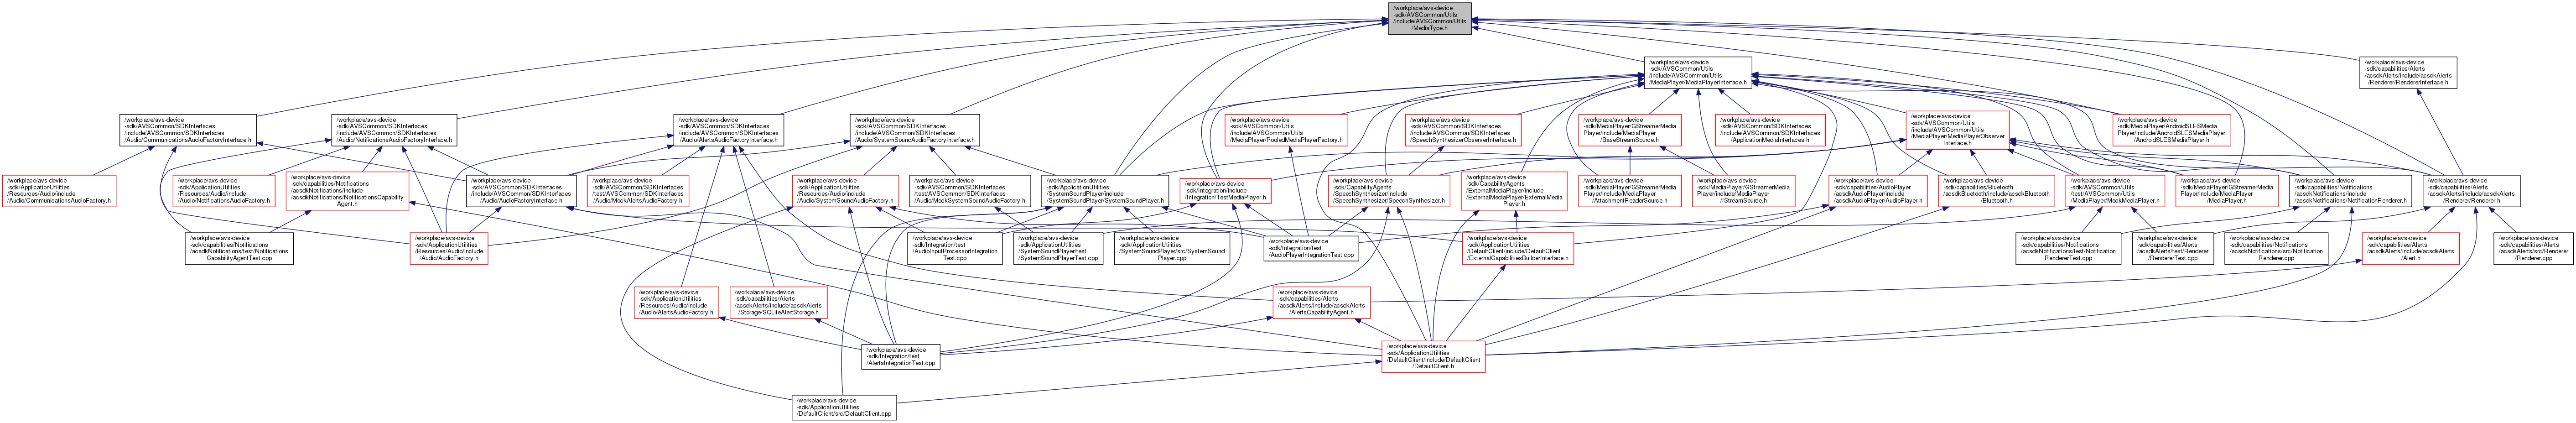 /workplace/avs-device
-sdk/AVSCommon/Utils
/include/AVSCommon/Utils
/MediaType.h
/workplace/avs-device
-sdk/AVSCommon/Utils
/include/AVSCommon/Utils
/MediaPlayer/MediaPlayerInterface.h
/workplace/avs-device
-sdk/capabilities/Alerts
/acsdkAlerts/include/acsdkAlerts
/Renderer/RendererInterface.h
/workplace/avs-device
-sdk/AVSCommon/SDKInterfaces
/include/AVSCommon/SDKInterfaces
/Audio/CommunicationsAudioFactoryInterface.h
/workplace/avs-device
-sdk/AVSCommon/SDKInterfaces
/include/AVSCommon/SDKInterfaces
/Audio/NotificationsAudioFactoryInterface.h
/workplace/avs-device
-sdk/AVSCommon/SDKInterfaces
/include/AVSCommon/SDKInterfaces
/Audio/AlertsAudioFactoryInterface.h
/workplace/avs-device
-sdk/AVSCommon/SDKInterfaces
/include/AVSCommon/SDKInterfaces
/Audio/SystemSoundAudioFactoryInterface.h
/workplace/avs-device
-sdk/AVSCommon/Utils
/include/AVSCommon/Utils
/MediaPlayer/PooledMediaPlayerFactory.h
/workplace/avs-device
-sdk/AVSCommon/SDKInterfaces
/include/AVSCommon/SDKInterfaces
/SpeechSynthesizerObserverInterface.h
/workplace/avs-device
-sdk/MediaPlayer/GStreamerMedia
Player/include/MediaPlayer
/BaseStreamSource.h
/workplace/avs-device
-sdk/AVSCommon/SDKInterfaces
/include/AVSCommon/SDKInterfaces
/ApplicationMediaInterfaces.h
/workplace/avs-device
-sdk/AVSCommon/Utils
/include/AVSCommon/Utils
/MediaPlayer/MediaPlayerObserver
Interface.h
/workplace/avs-device
-sdk/MediaPlayer/AndroidSLESMedia
Player/include/AndroidSLESMediaPlayer
/AndroidSLESMediaPlayer.h
/workplace/avs-device
-sdk/ApplicationUtilities
/Resources/Audio/include
/Audio/CommunicationsAudioFactory.h
/workplace/avs-device
-sdk/ApplicationUtilities
/Resources/Audio/include
/Audio/NotificationsAudioFactory.h
/workplace/avs-device
-sdk/capabilities/Notifications
/acsdkNotifications/include
/acsdkNotifications/NotificationsCapability
Agent.h
/workplace/avs-device
-sdk/AVSCommon/SDKInterfaces
/include/AVSCommon/SDKInterfaces
/Audio/AudioFactoryInterface.h
/workplace/avs-device
-sdk/AVSCommon/SDKInterfaces
/test/AVSCommon/SDKInterfaces
/Audio/MockAlertsAudioFactory.h
/workplace/avs-device
-sdk/ApplicationUtilities
/Resources/Audio/include
/Audio/SystemSoundAudioFactory.h
/workplace/avs-device
-sdk/AVSCommon/SDKInterfaces
/test/AVSCommon/SDKInterfaces
/Audio/MockSystemSoundAudioFactory.h
/workplace/avs-device
-sdk/ApplicationUtilities
/SystemSoundPlayer/include
/SystemSoundPlayer/SystemSoundPlayer.h
/workplace/avs-device
-sdk/Integration/include
/Integration/TestMediaPlayer.h
/workplace/avs-device
-sdk/CapabilityAgents
/SpeechSynthesizer/include
/SpeechSynthesizer/SpeechSynthesizer.h
/workplace/avs-device
-sdk/CapabilityAgents
/ExternalMediaPlayer/include
/ExternalMediaPlayer/ExternalMedia
Player.h
/workplace/avs-device
-sdk/MediaPlayer/GStreamerMedia
Player/include/MediaPlayer
/AttachmentReaderSource.h
/workplace/avs-device
-sdk/MediaPlayer/GStreamerMedia
Player/include/MediaPlayer
/IStreamSource.h
/workplace/avs-device
-sdk/capabilities/AudioPlayer
/acsdkAudioPlayer/include
/acsdkAudioPlayer/AudioPlayer.h
/workplace/avs-device
-sdk/capabilities/Bluetooth
/acsdkBluetooth/include/acsdkBluetooth
/Bluetooth.h
/workplace/avs-device
-sdk/AVSCommon/Utils
/test/AVSCommon/Utils
/MediaPlayer/MockMediaPlayer.h
/workplace/avs-device
-sdk/MediaPlayer/GStreamerMedia
Player/include/MediaPlayer
/MediaPlayer.h
/workplace/avs-device
-sdk/capabilities/Notifications
/acsdkNotifications/include
/acsdkNotifications/NotificationRenderer.h
/workplace/avs-device
-sdk/capabilities/Alerts
/acsdkAlerts/include/acsdkAlerts
/Renderer/Renderer.h
/workplace/avs-device
-sdk/capabilities/Notifications
/acsdkNotifications/test/Notifications
CapabilityAgentTest.cpp
/workplace/avs-device
-sdk/ApplicationUtilities
/Resources/Audio/include
/Audio/AudioFactory.h
/workplace/avs-device
-sdk/Integration/test
/AudioInputProcessorIntegration
Test.cpp
/workplace/avs-device
-sdk/ApplicationUtilities
/SystemSoundPlayer/test
/SystemSoundPlayerTest.cpp
/workplace/avs-device
-sdk/ApplicationUtilities
/SystemSoundPlayer/src/SystemSound
Player.cpp
/workplace/avs-device
-sdk/Integration/test
/AudioPlayerIntegrationTest.cpp
/workplace/avs-device
-sdk/ApplicationUtilities
/DefaultClient/include/DefaultClient
/ExternalCapabilitiesBuilderInterface.h
/workplace/avs-device
-sdk/capabilities/Notifications
/acsdkNotifications/test/Notification
RendererTest.cpp
/workplace/avs-device
-sdk/capabilities/Alerts
/acsdkAlerts/test/Renderer
/RendererTest.cpp
/workplace/avs-device
-sdk/capabilities/Notifications
/acsdkNotifications/src/Notification
Renderer.cpp
/workplace/avs-device
-sdk/capabilities/Alerts
/acsdkAlerts/include/acsdkAlerts
/Alert.h
/workplace/avs-device
-sdk/capabilities/Alerts
/acsdkAlerts/src/Renderer
/Renderer.cpp
/workplace/avs-device
-sdk/ApplicationUtilities
/Resources/Audio/include
/Audio/AlertsAudioFactory.h
/workplace/avs-device
-sdk/capabilities/Alerts
/acsdkAlerts/include/acsdkAlerts
/Storage/SQLiteAlertStorage.h
/workplace/avs-device
-sdk/capabilities/Alerts
/acsdkAlerts/include/acsdkAlerts
/AlertsCapabilityAgent.h
/workplace/avs-device
-sdk/Integration/test
/AlertsIntegrationTest.cpp
/workplace/avs-device
-sdk/ApplicationUtilities
/DefaultClient/include/DefaultClient
/DefaultClient.h
/workplace/avs-device
-sdk/ApplicationUtilities
/DefaultClient/src/DefaultClient.cpp